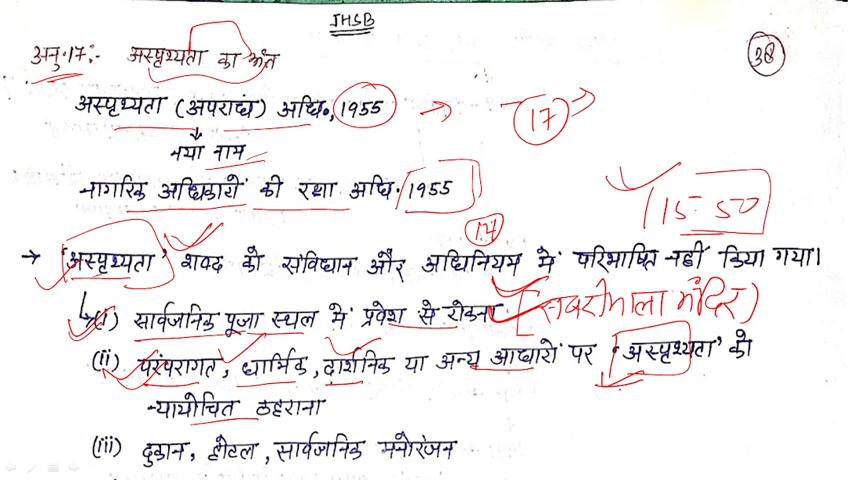 JHSB
38
अनु॰17:- अस्पृश्यता का अंत
अस्पृश्यता (अपराध) अधि॰, 1955 → 17
नया नाम
नागरिक अधिकारों की रक्षा अधि॰ 1955
15-50
14
→ 'अस्पृश्यता' शब्द को संविधान और अधिनियम में परिभाषित नहीं किया गया।
(i) सार्वजनिक पूजा स्थल में प्रवेश से रोकना [सबरीमाला मंदिर)
(ii) परंपरागत, धार्मिक, दार्शनिक या अन्य आधारों पर 'अस्पृश्यता' को
न्यायोचित ठहराना
(iii) दुकान, होटल, सार्वजनिक मनोरंजन